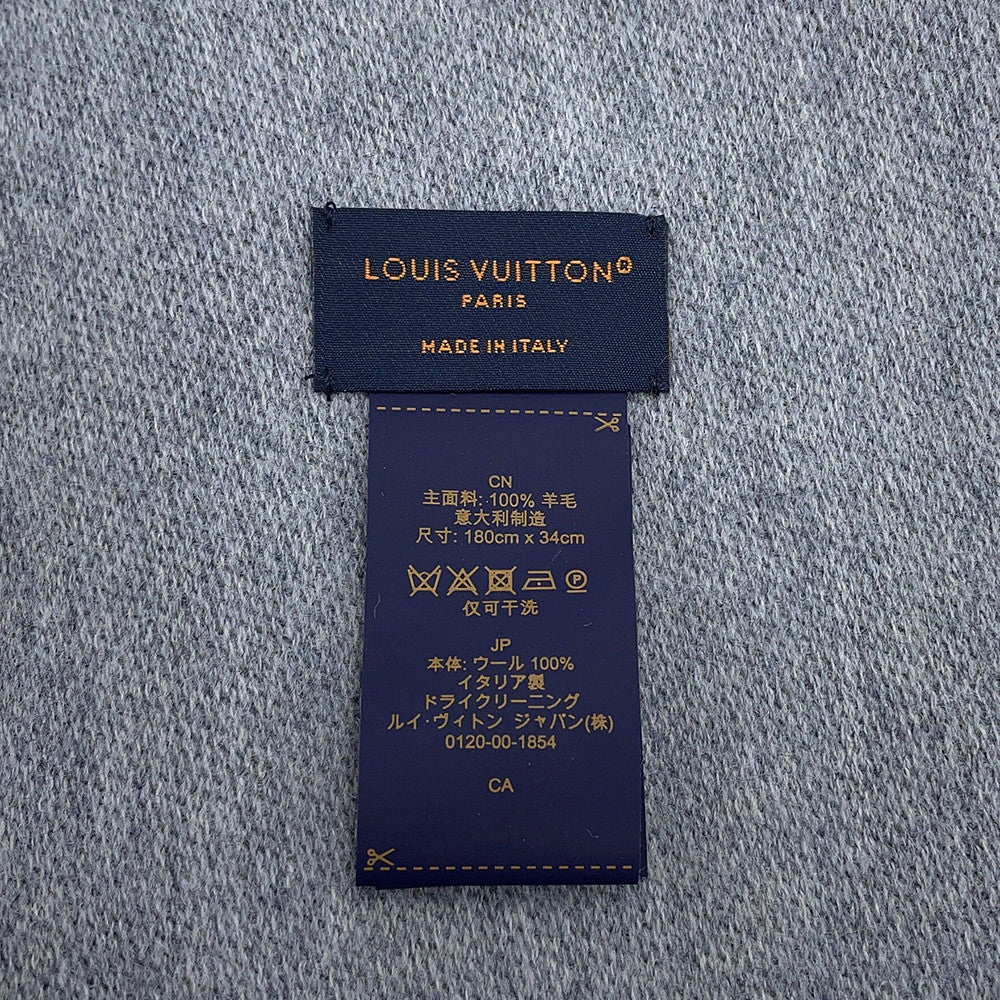 LOUIS VUITTON®
PARIS
MADE IN ITALY
CN
主面料: 100% 羊毛
意大利制造
尺寸: 180cm x 34cm
P
仅可干洗
JP
本体: ウール 100%
イタリア製
ドライクリーニング
ルイ·ヴィトン ジャパン(株)
0120-00-1854
CA